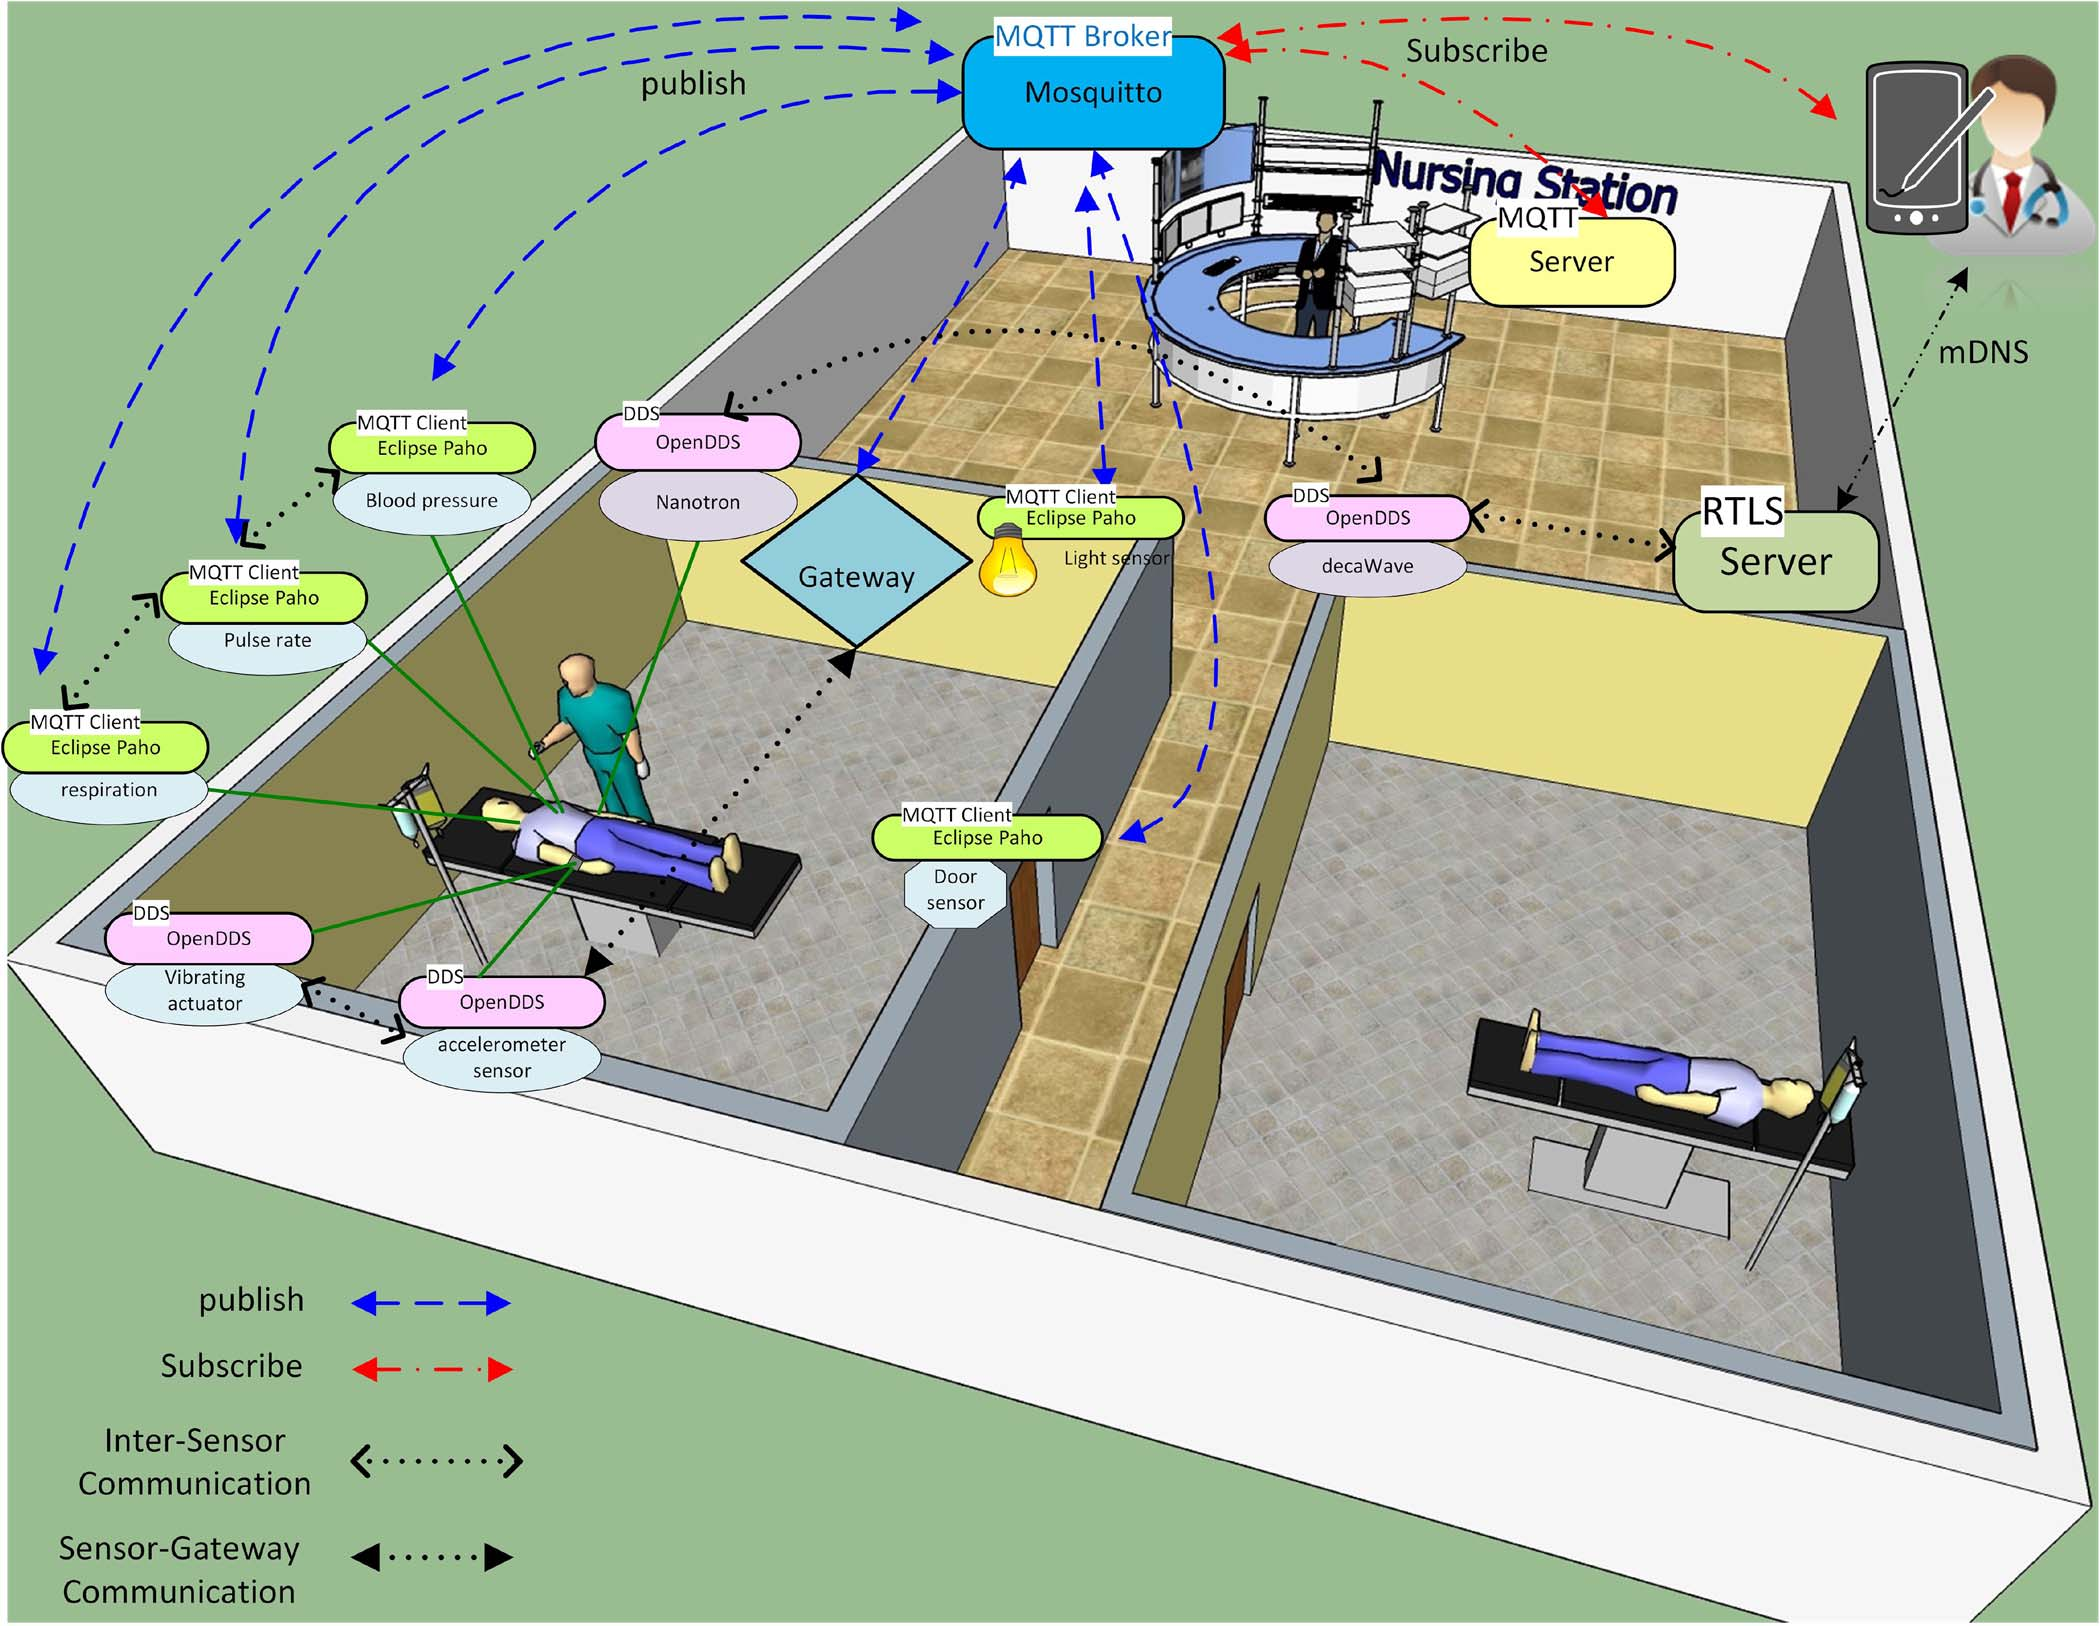 MQTT Broker
Mosquitto
publish
Subscribe
Nursing Station
MQTT
Server
mDNS
MQTT Client
Eclipse Paho
Blood pressure
DDS
OpenDDS
Nanotron
MQTT Client
Eclipse Paho
Light sensor
DDS
OpenDDS
decaWave
RTLS
Server
Gateway
MQTT Client
Eclipse Paho
Pulse rate
MQTT Client
Eclipse Paho
respiration
MQTT Client
Eclipse Paho
Door
sensor
DDS
OpenDDS
Vibrating
actuator
DDS
OpenDDS
accelerometer
sensor
publish
Subscribe
Inter-Sensor
Communication
Sensor-Gateway
Communication